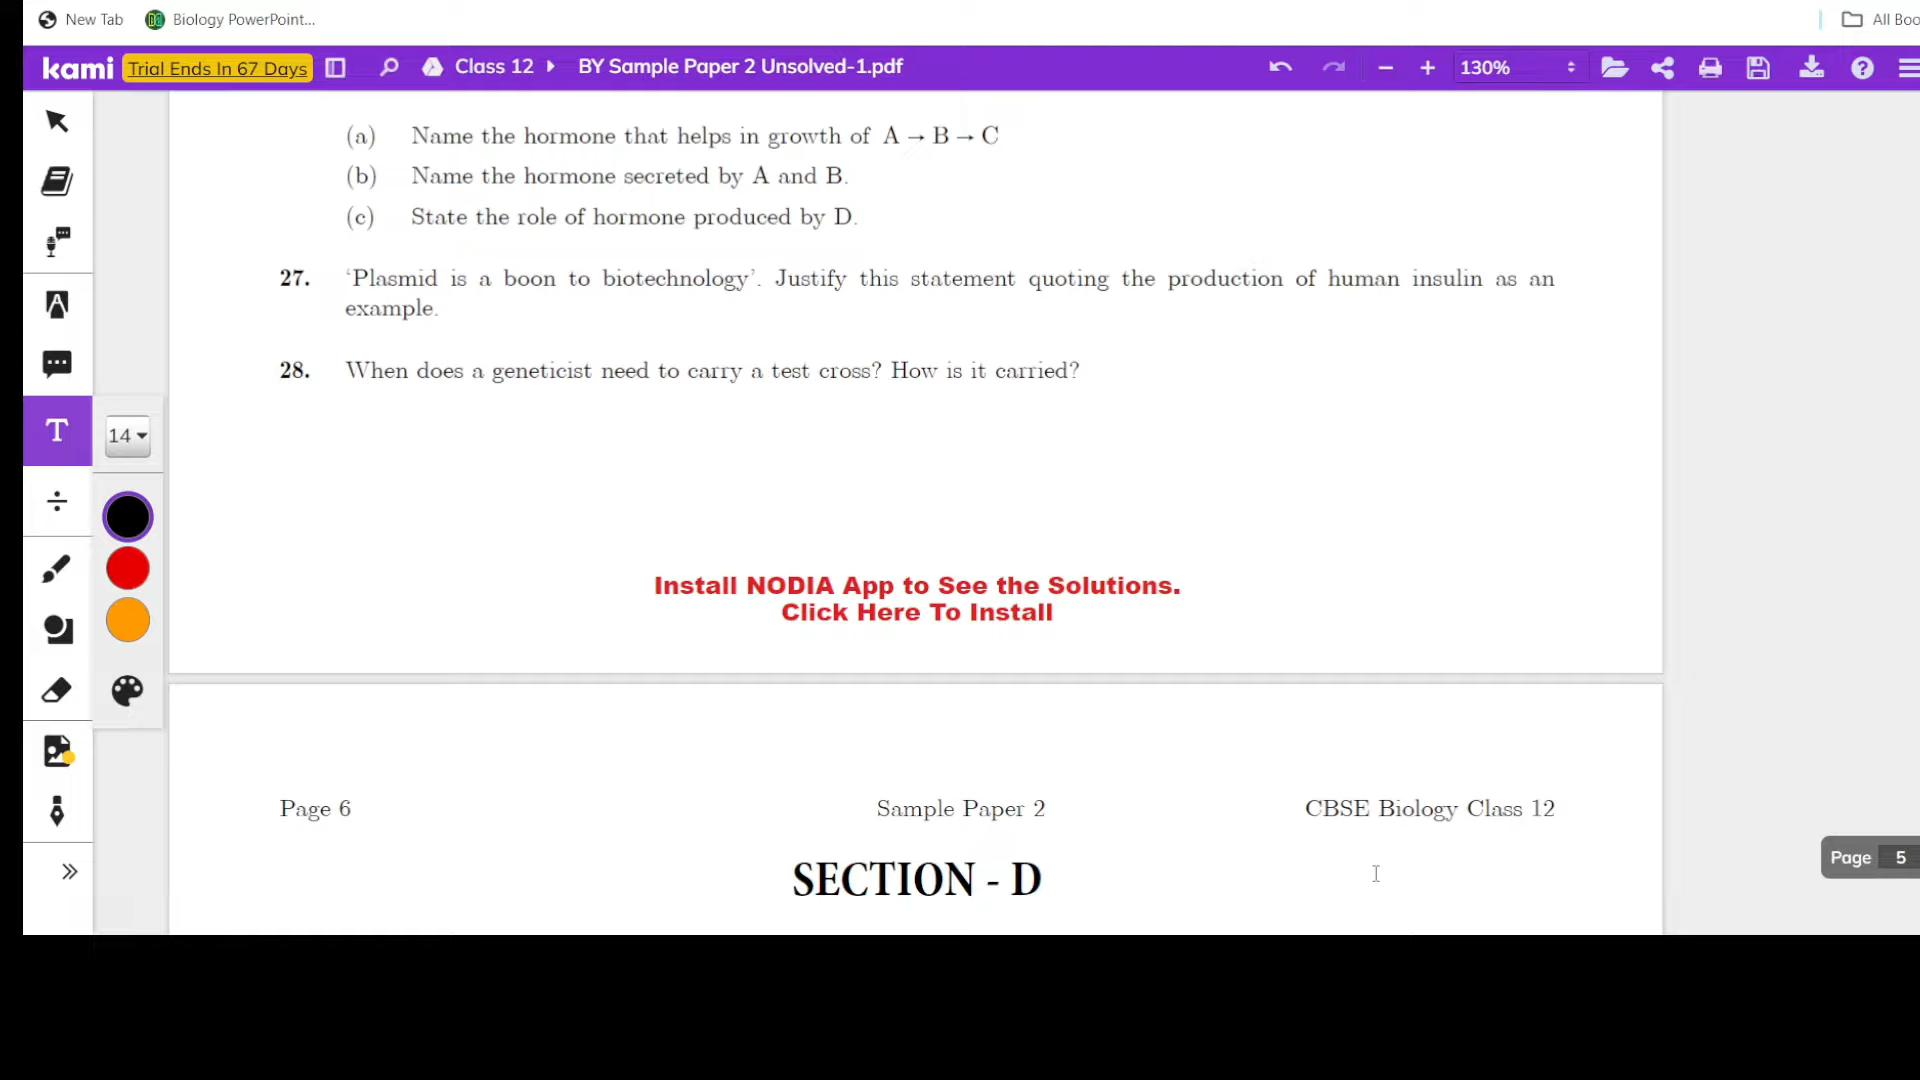 New Tab
Biology PowerPoint...
All Boo
kami
Trial Ends In 67 Days
Class 12
BY Sample Paper 2 Unsolved-1.pdf
130%
(a) Name the hormone that helps in growth of A → B → C
(b) Name the hormone secreted by A and B.
(c) State the role of hormone produced by D.
27. 'Plasmid is a boon to biotechnology'. Justify this statement quoting the production of human insulin as an
example.
28. When does a geneticist need to carry a test cross? How is it carried?
T
14
Install NODIA App to See the Solutions.
Click Here To Install
Page 6
Sample Paper 2
CBSE Biology Class 12
Page 5
SECTION - D